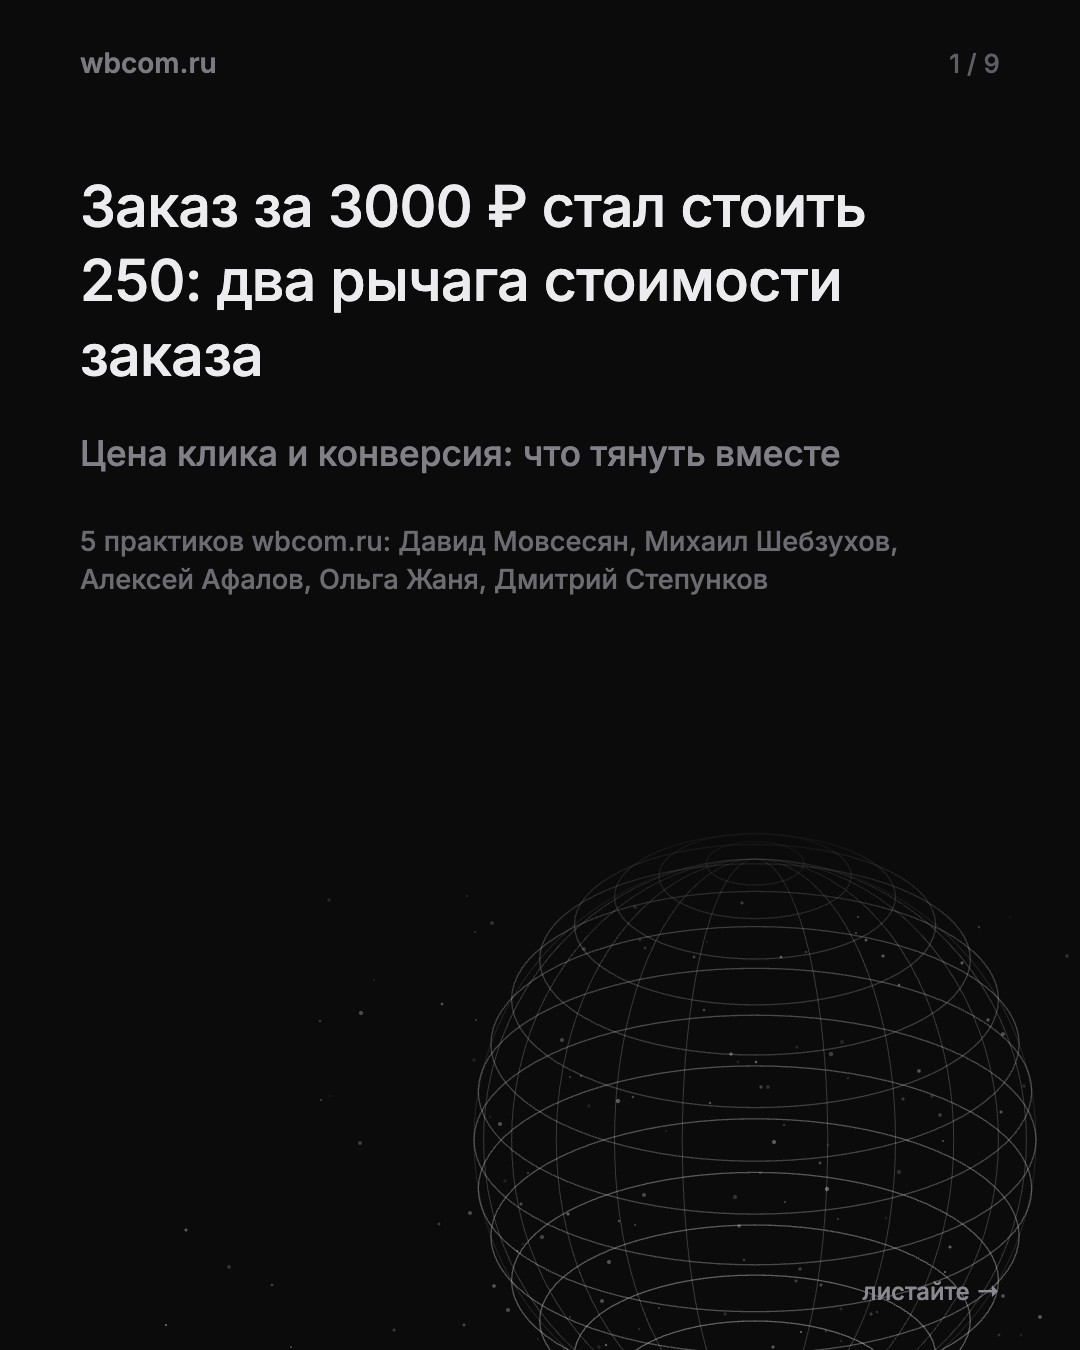 wbcom.ru
1 / 9
Заказ за 3000 ₽ стал стоить
250: два рычага стоимости
заказа
Цена клика и конверсия: что тянуть вместе
5 практиков wbcom.ru: Давид Мовсесян, Михаил Шебзухов,
Алексей Афалов, Ольга Жаня, Дмитрий Степунков
листайте →